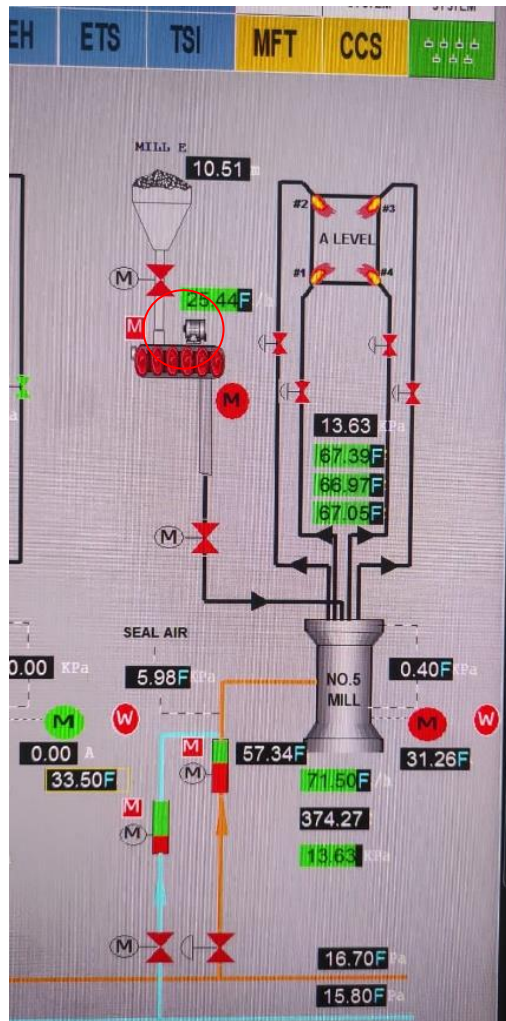 EH ETS TSI MFT CCS
MILL E
10.51 m
#2 #3
A LEVEL
#1 #4
M
25.44F /h
M
M
13.63 KPa
67.39F
66.97F
67.05F
M
SEAL AIR
0.00 KPa
5.98F KPa
NO.5
MILL
0.40F KPa
M W
M W
0.00 A
M
57.34F
31.26F
33.50F
M
71.50F /h
M
374.27
M
13.63 KPa
M
16.70F Pa
15.80F Pa